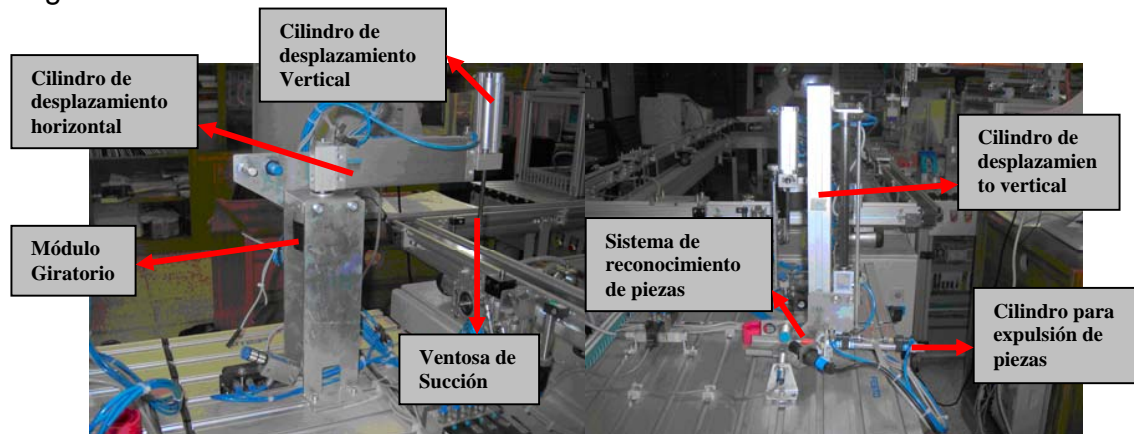 Cilindro de
desplazamiento
Vertical
Cilindro de
desplazamiento
horizontal
Módulo
Giratorio
Ventosa de
Succión
Sistema de
reconocimiento
de piezas
Cilindro de
desplazamien
to vertical
Cilindro para
expulsión de
piezas